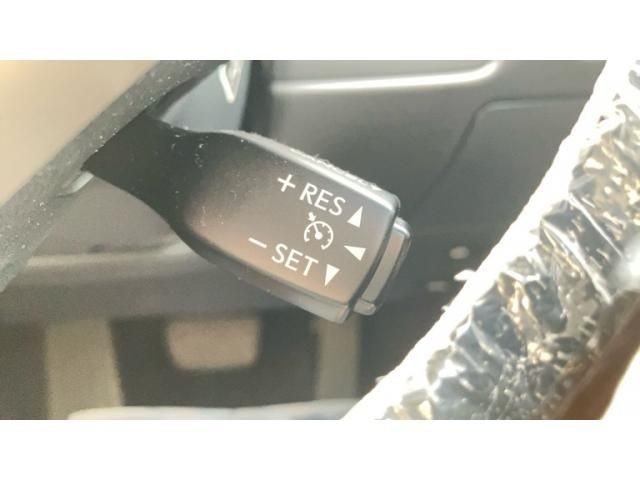 + RES ▲
− SET ▼